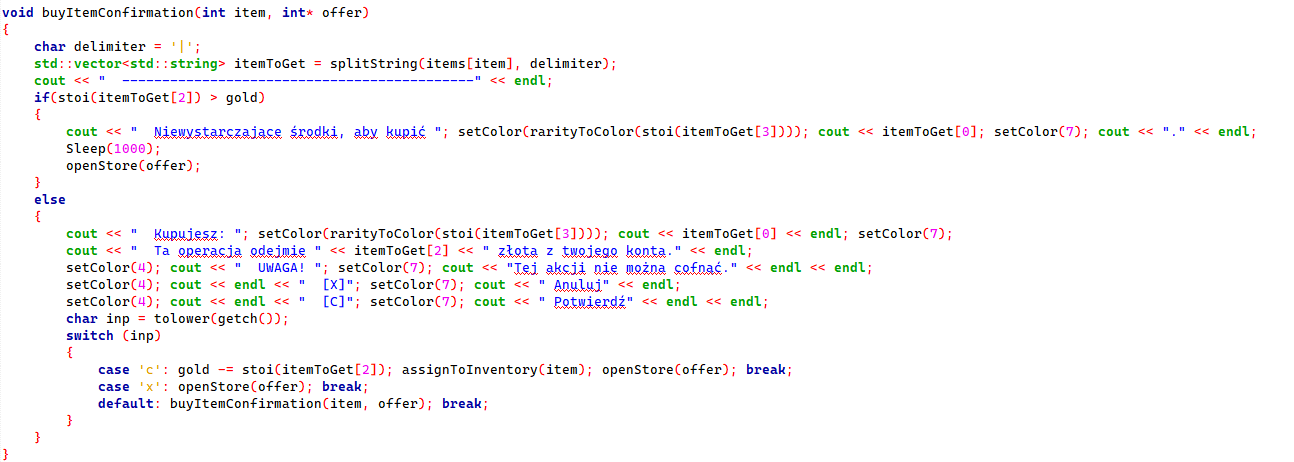 void buyItemConfirmation(int item, int* offer)
{
    char delimiter = '|';
    std::vector<std::string> itemToGet = splitString(items[item], delimiter);
    cout << "  --------------------------------------------" << endl;
    if(stoi(itemToGet[2]) > gold)
    {
        cout << "  Niewystarczające środki, aby kupić "; setColor(rarityToColor(stoi(itemToGet[3]))); cout << itemToGet[0]; setColor(7); cout << "." << endl;
        Sleep(1000);
        openStore(offer);
    }
    else
    {
        cout << "  Kupujesz: "; setColor(rarityToColor(stoi(itemToGet[3]))); cout << itemToGet[0] << endl; setColor(7);
        cout << "  Ta operacja odejmie " << itemToGet[2] << " złota z twojego konta." << endl;
        setColor(4); cout << "  UWAGA! "; setColor(7); cout << "Tej akcji nie można cofnąć." << endl << endl;
        setColor(4); cout << endl << "  [X]"; setColor(7); cout << " Anuluj" << endl;
        setColor(4); cout << endl << "  [C]"; setColor(7); cout << " Potwierdź" << endl << endl;
        char inp = tolower(getch());
        switch (inp)
        {
            case 'c': gold -= stoi(itemToGet[2]); assignToInventory(item); openStore(offer); break;
            case 'x': openStore(offer); break;
            default: buyItemConfirmation(item, offer); break;
        }
    }
}